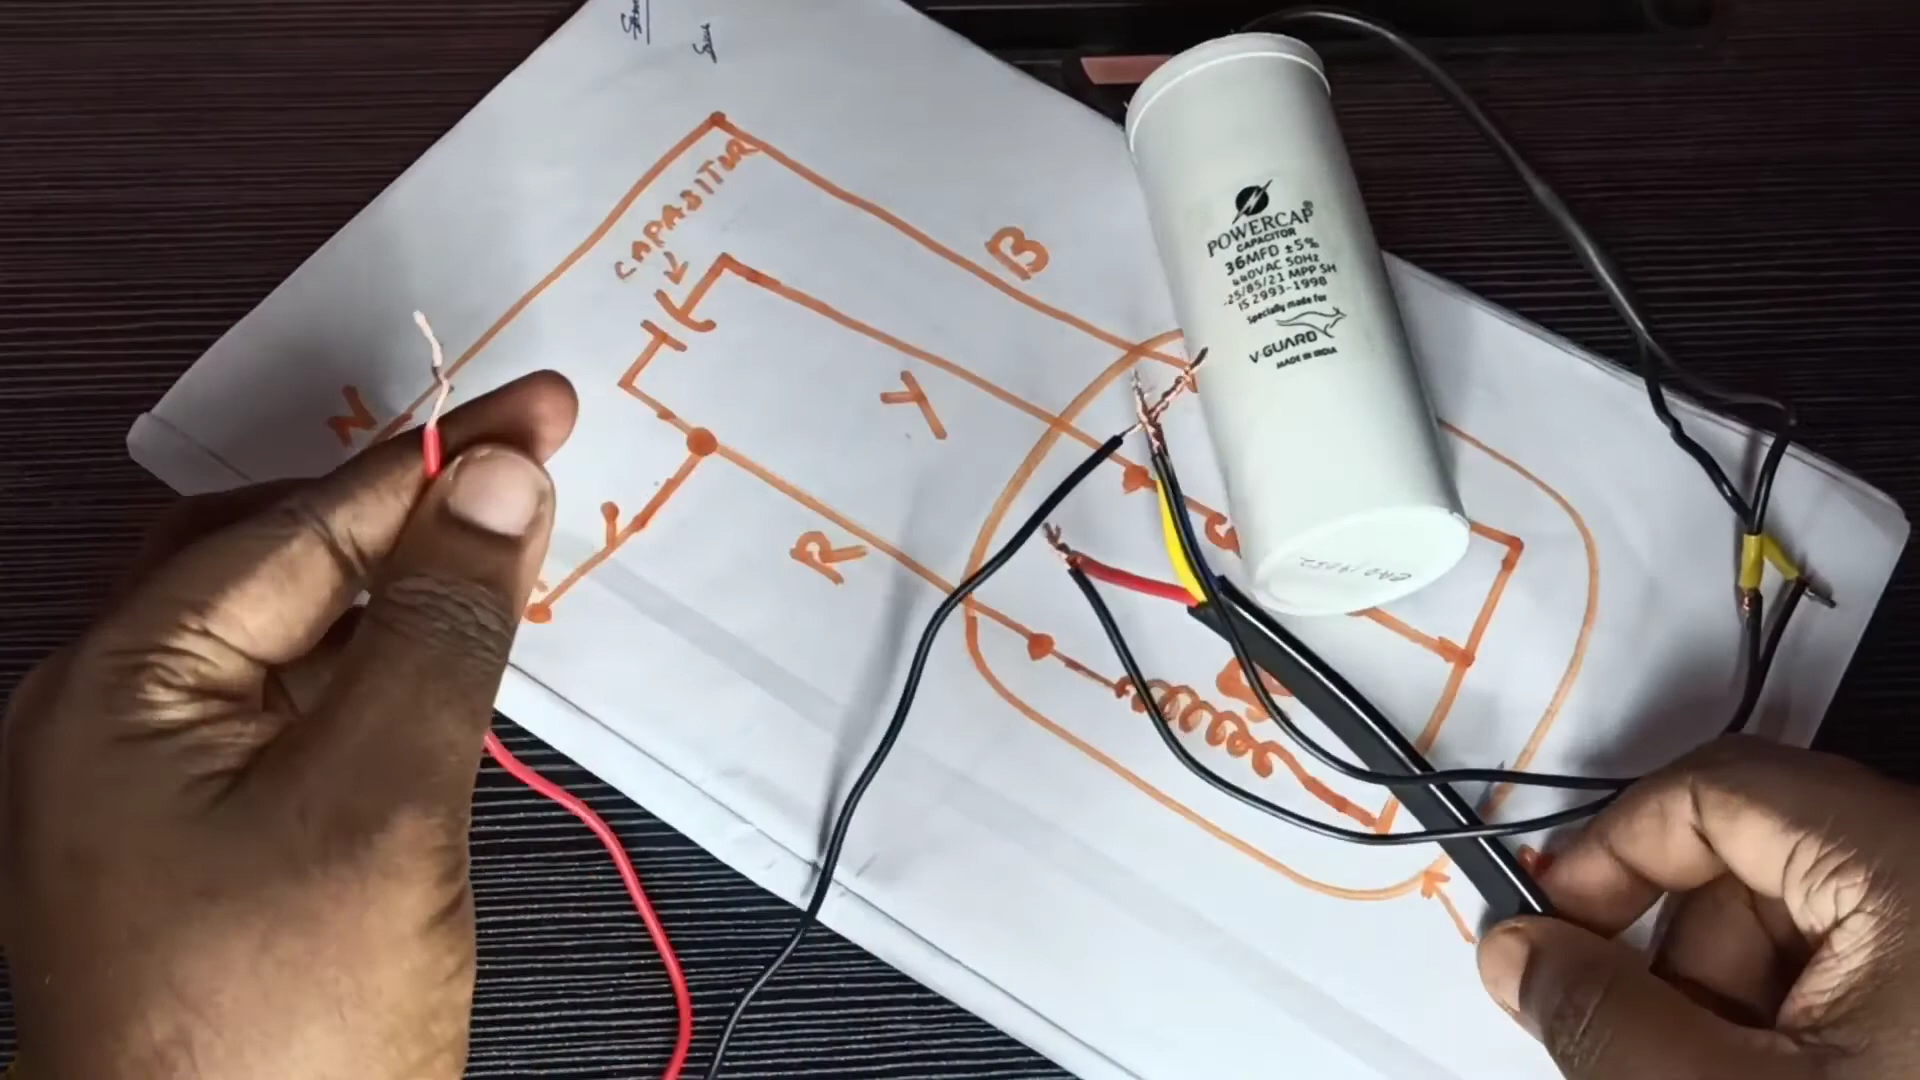 CAPASITOR
B
N
Y
R
POWERCAP®
CAPACITOR
36MFD ±5%
440VAC 50Hz
-25/85/21 MPP SH
IS 2993-1998
Specially made for
V-GUARD
MADE IN INDIA